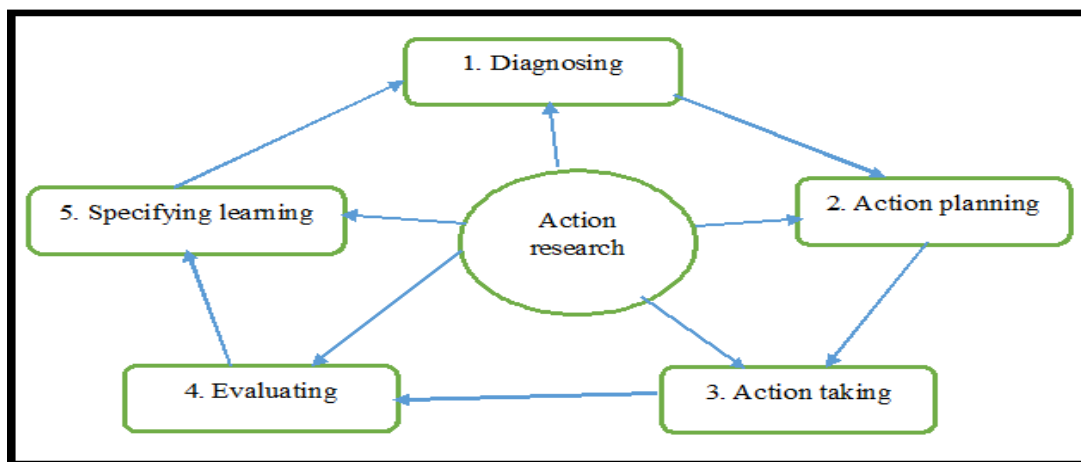 1. Diagnosing
2. Action planning
3. Action taking
4. Evaluating
5. Specifying learning
Action
research